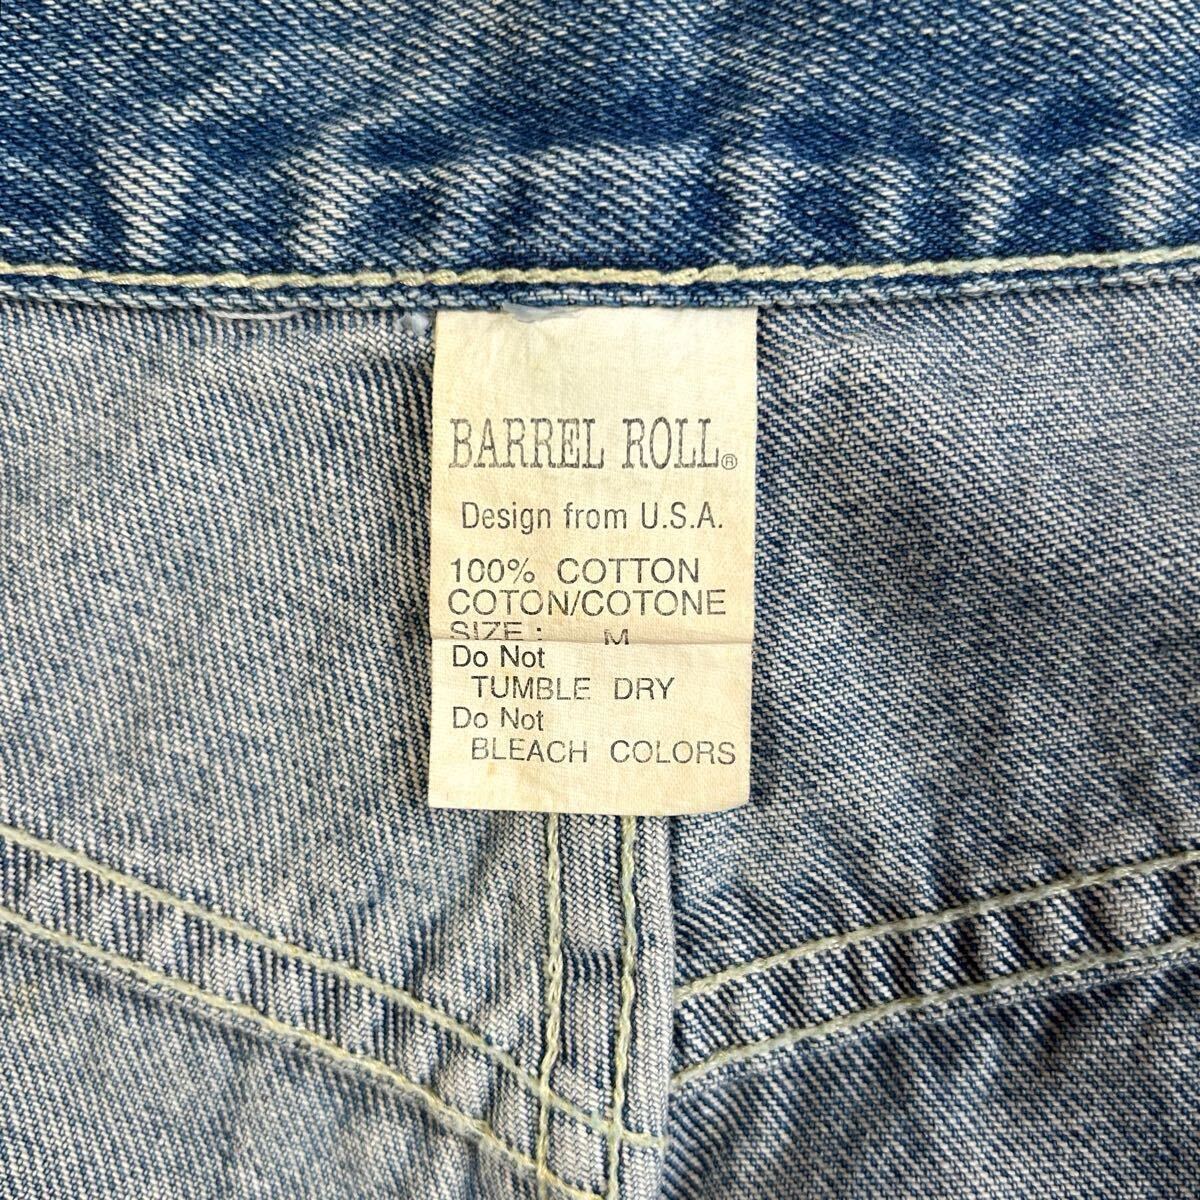 BARREL ROLL®
Design from U.S.A.
100% COTTON
COTON/COTONE
SIZE : M
Do Not
TUMBLE DRY
Do Not
BLEACH COLORS